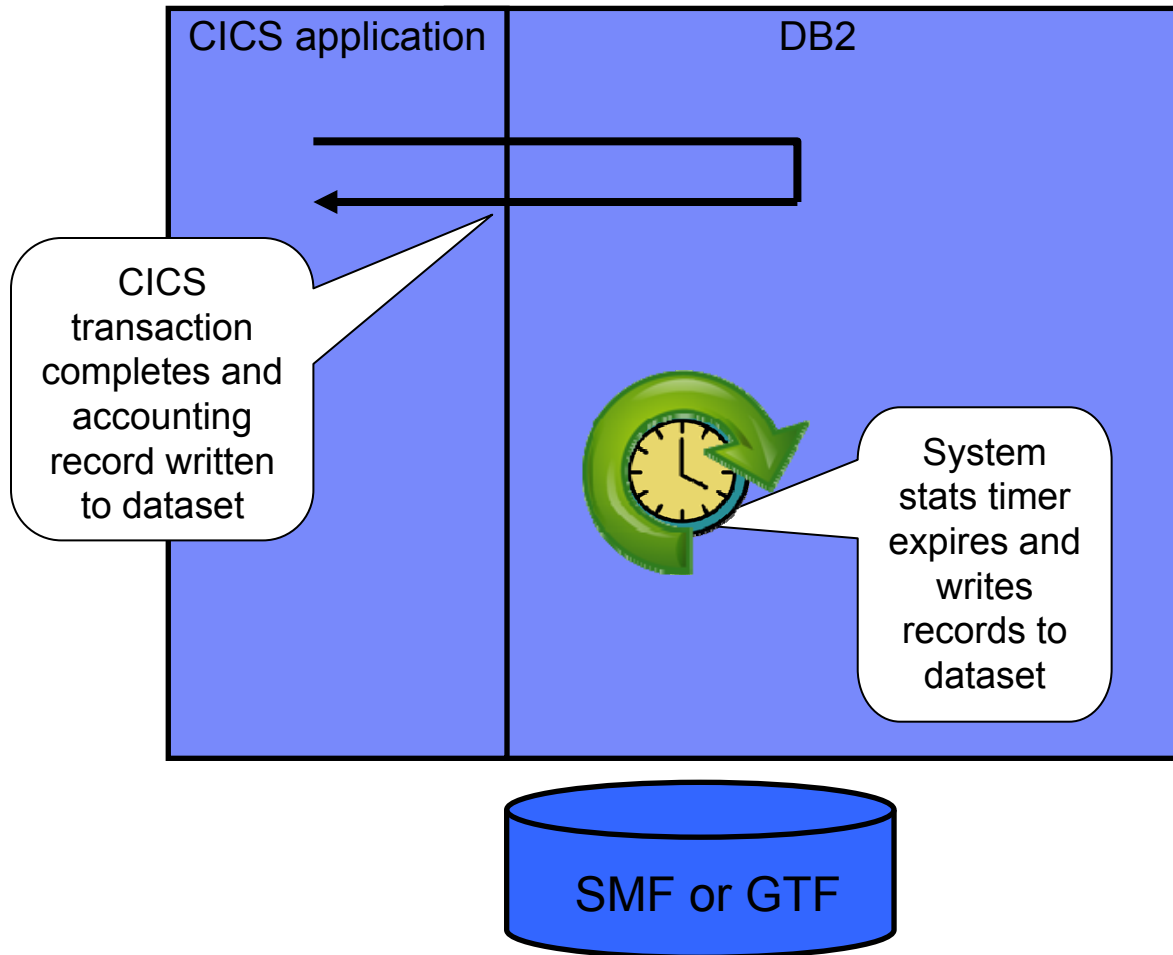 CICS application
DB2
CICS
transaction
completes and
accounting
record written
to dataset
System
stats timer
expires and
writes
records to
dataset
SMF or GTF